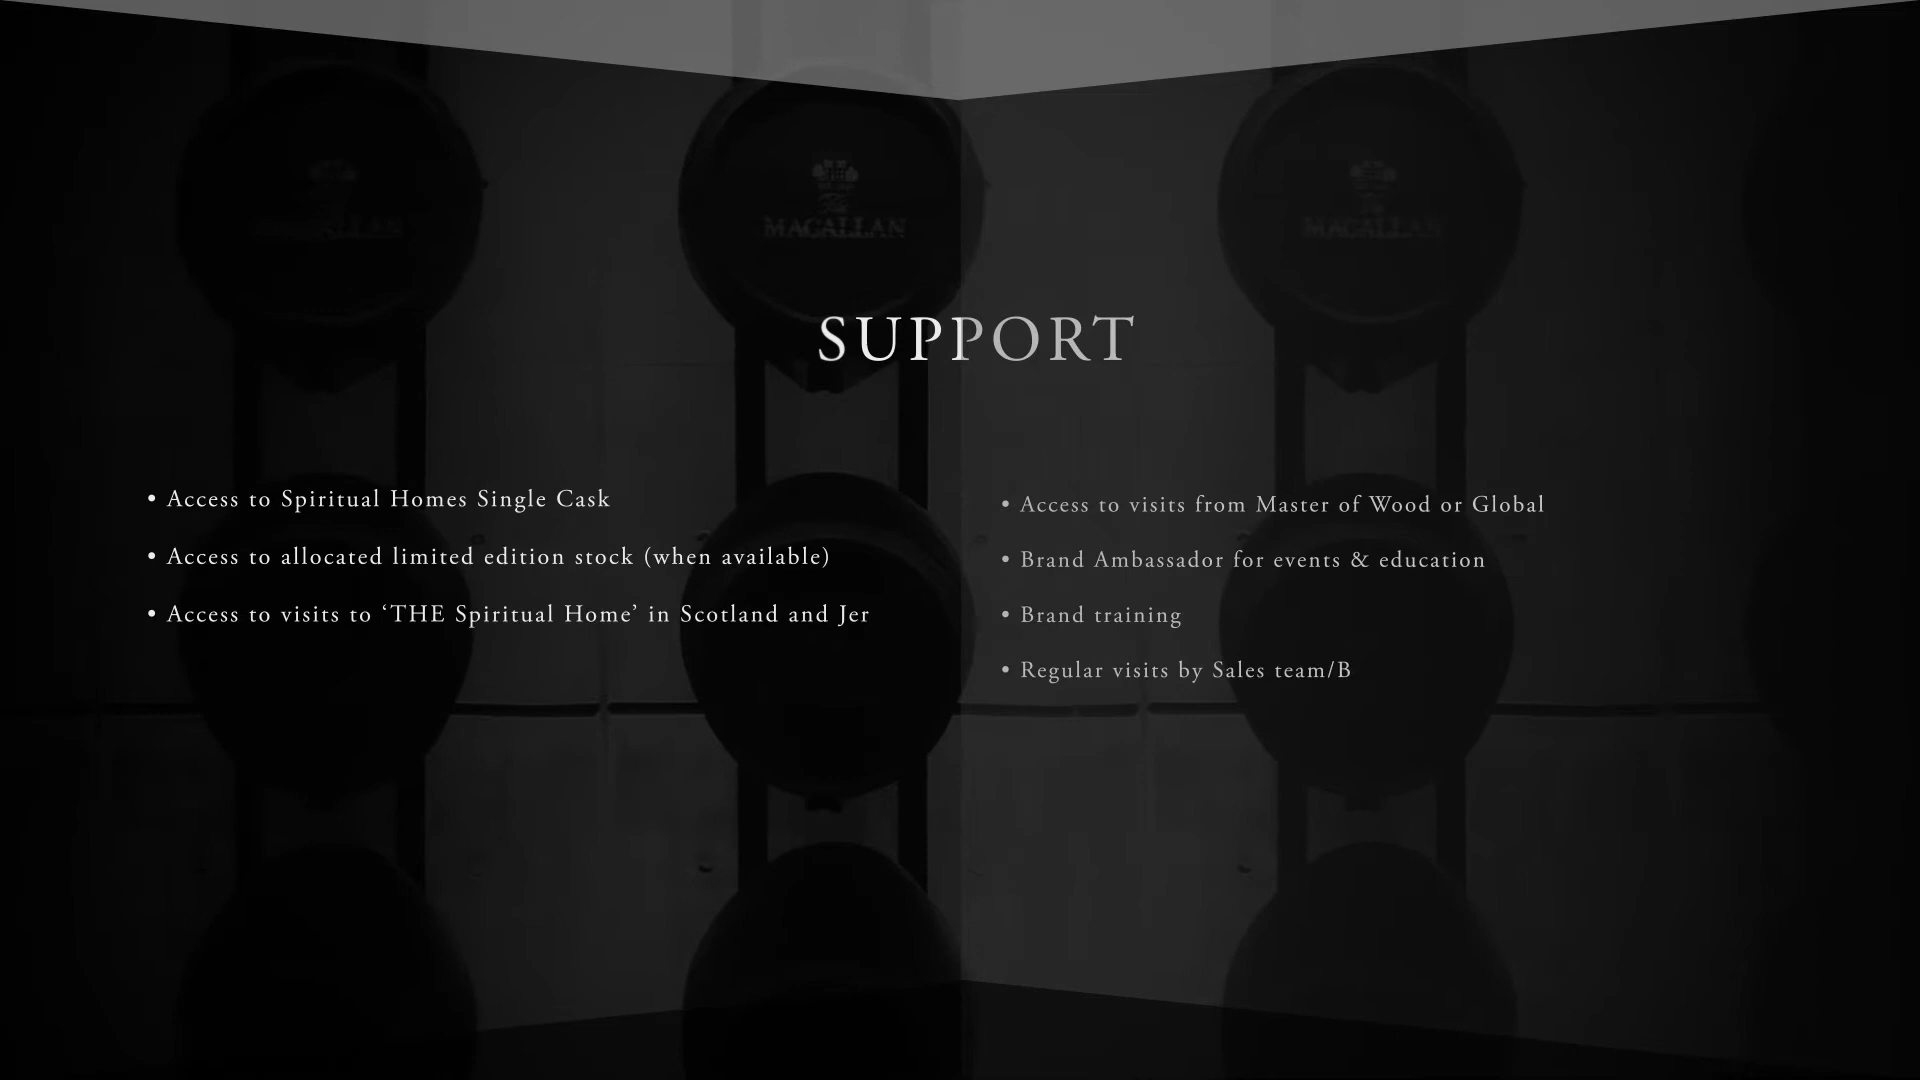 MACALLAN
MACALLAN
SUPPORT
• Access to Spiritual Homes Single Cask
• Access to allocated limited edition stock (when available)
• Access to visits to ‘THE Spiritual Home’ in Scotland and Jer
• Access to visits from Master of Wood or Global
• Brand Ambassador for events & education
• Brand training
• Regular visits by Sales team/B